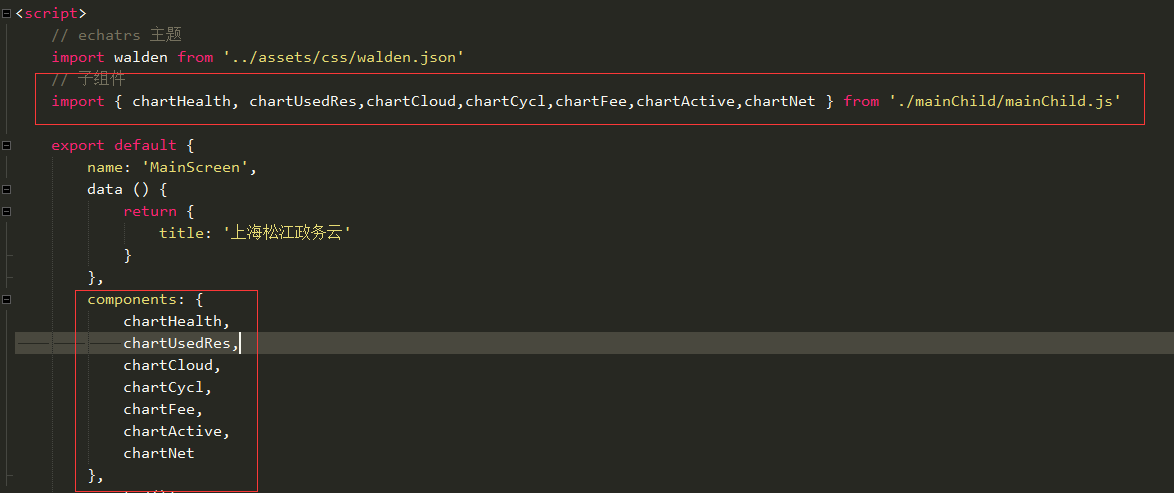 <script>
// echatrs 主题
import walden from '../assets/css/walden.json'
// 子组件
import { chartHealth, chartUsedRes,chartCloud,chartCycl,chartFee,chartActive,chartNet } from './mainChild/mainChild.js'
export default {
name: 'MainScreen',
data () {
return {
title: '上海松江政务云'
}
},
components: {
chartHealth,
chartUsedRes,
chartCloud,
chartCycl,
chartFee,
chartActive,
chartNet
},